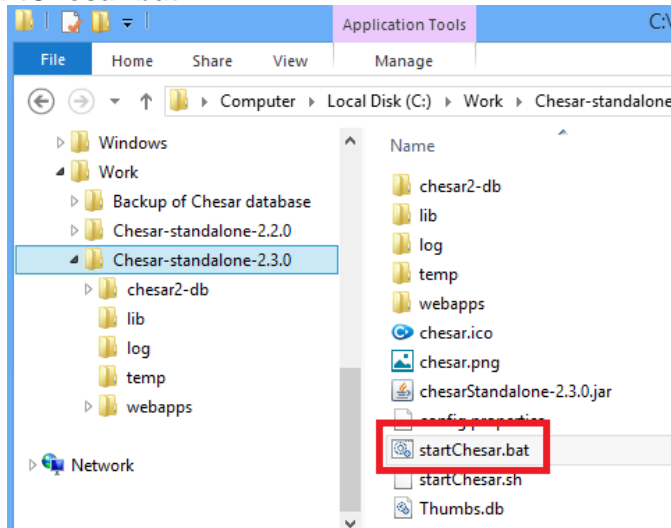 Application Tools
C:\
File
Home
Share
View
Manage
Computer
Local Disk (C:)
Work
Chesar-standalone
Windows
Work
Backup of Chesar database
Chesar-standalone-2.2.0
Chesar-standalone-2.3.0
chesar2-db
lib
log
temp
webapps
Network
Name
chesar2-db
lib
log
temp
webapps
chesar.ico
chesar.png
chesarStandalone-2.3.0.jar
config.properties
startChesar.bat
startChesar.sh
Thumbs.db